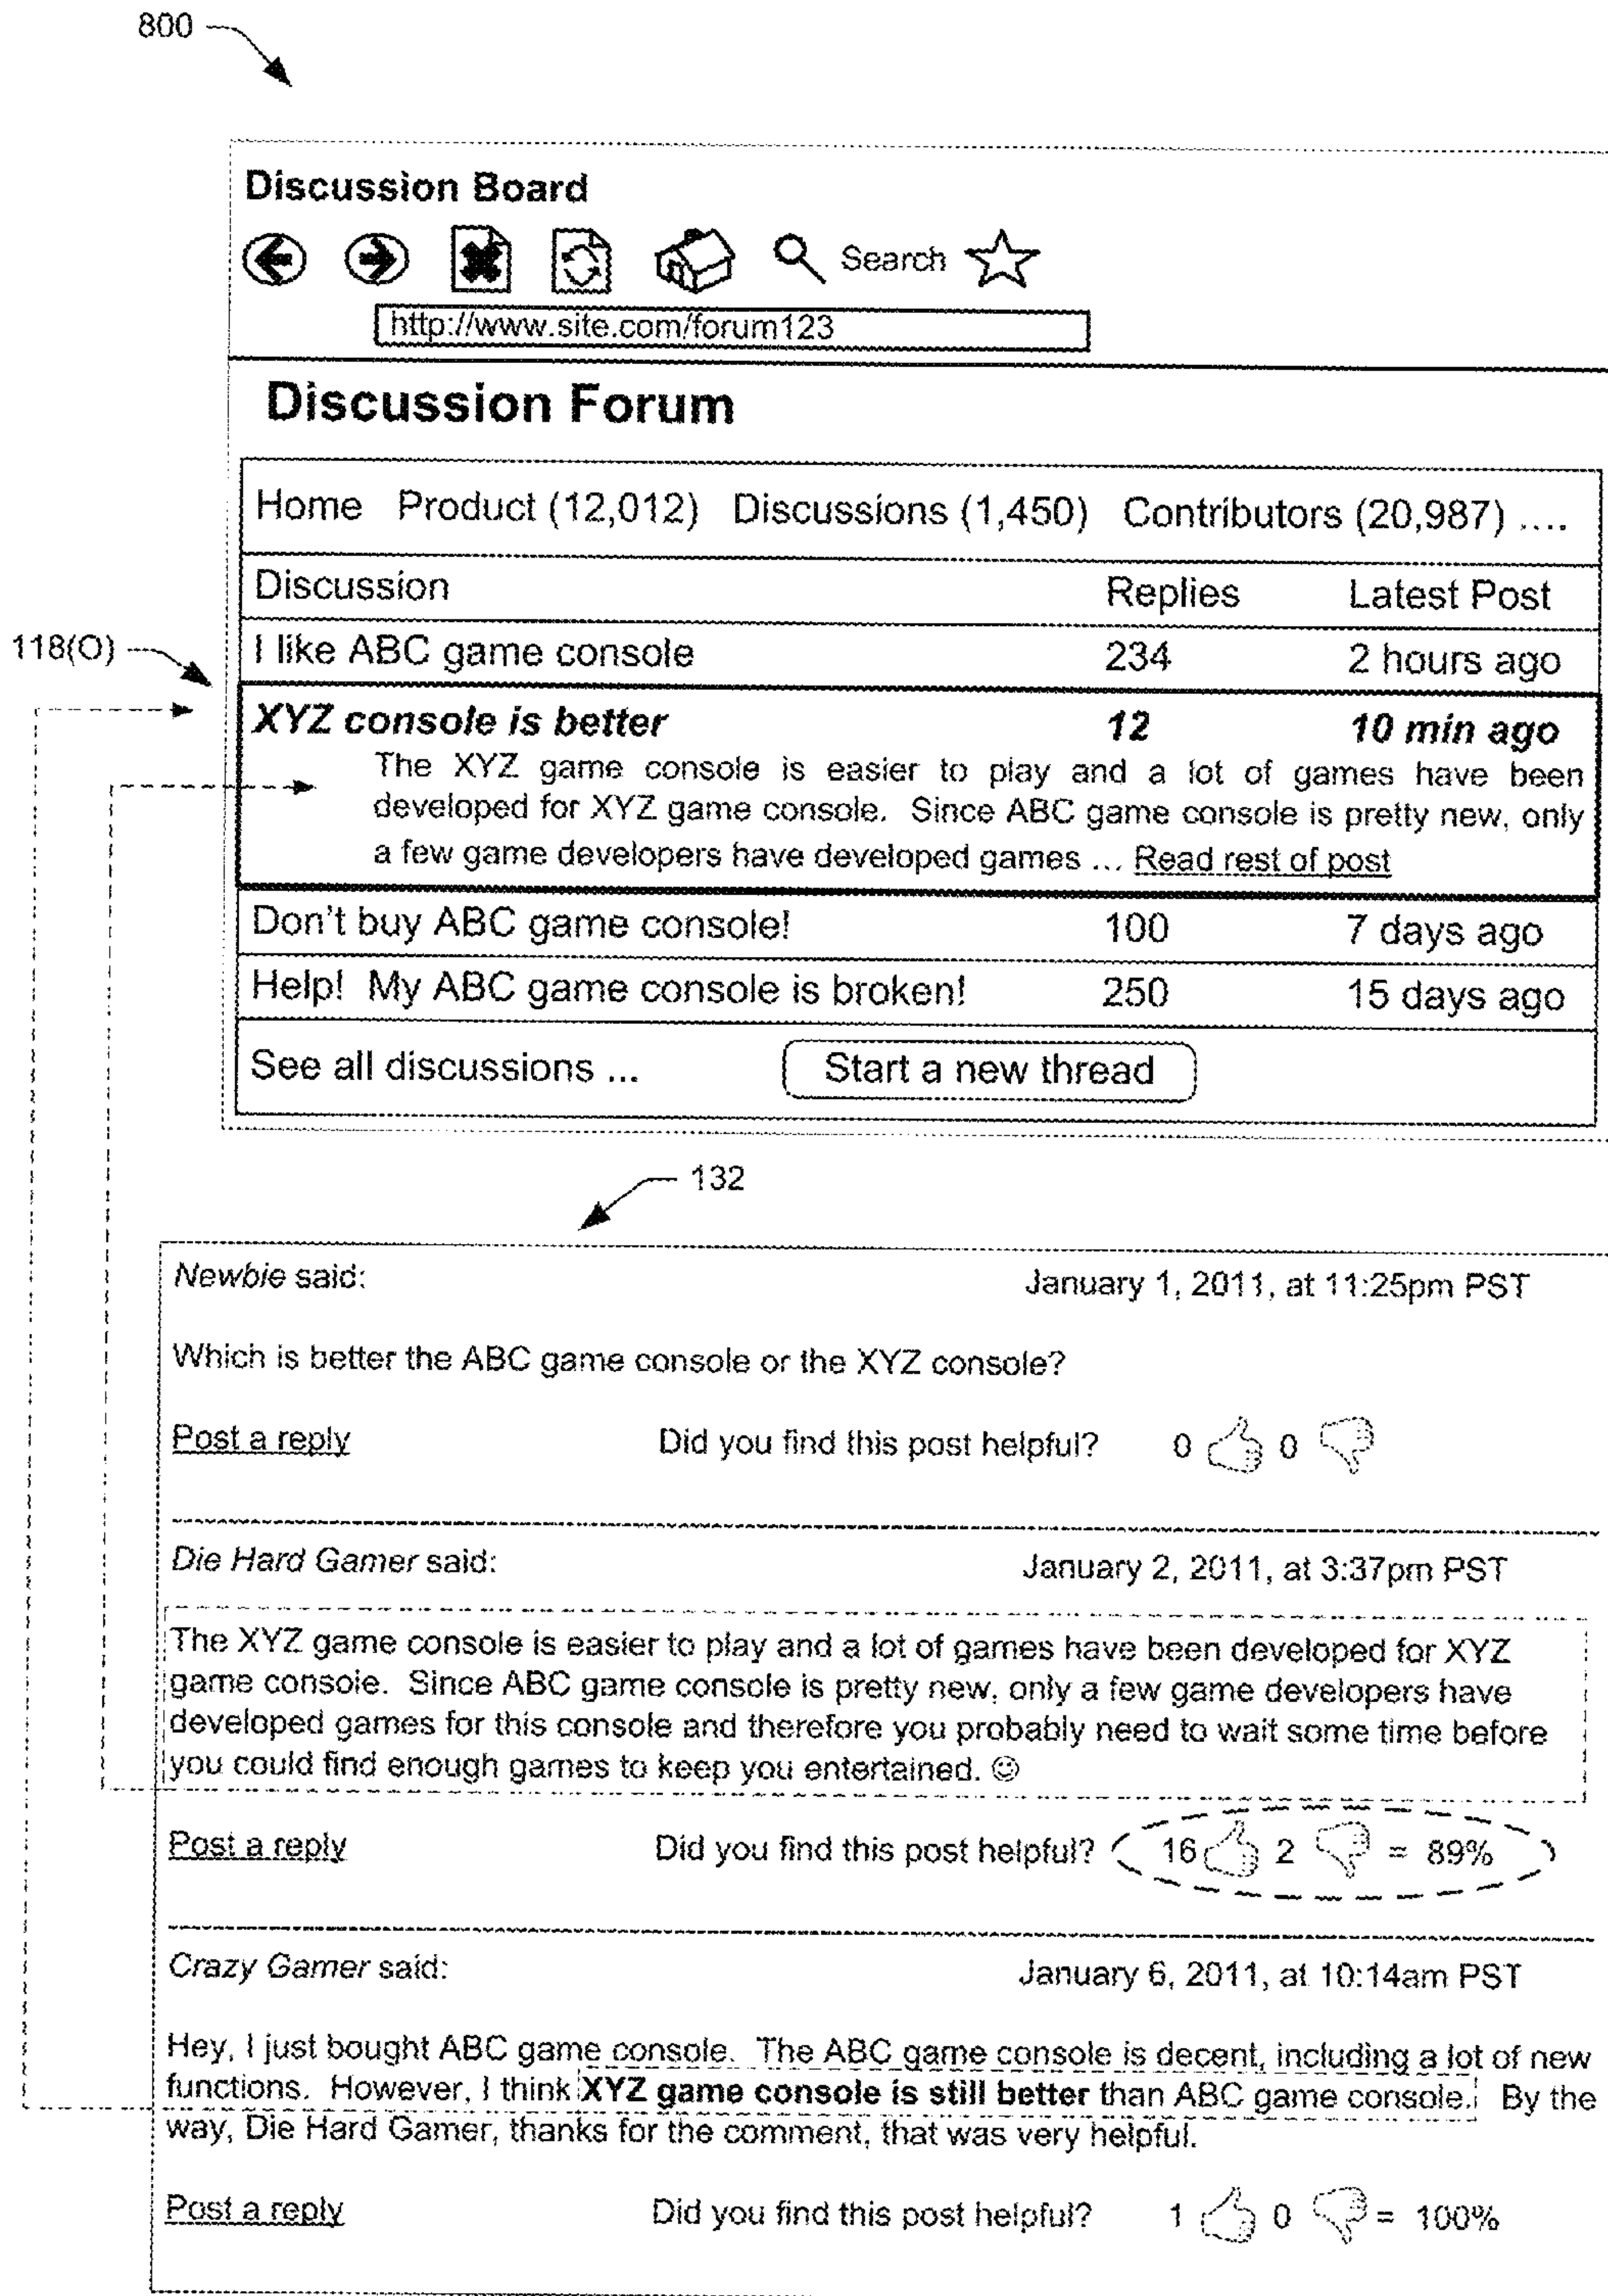 800
Discussion Board
Search
http://www.site.com/forum123
Discussion Forum
Home Product (12,012) Discussions (1,450) Contributors (20,987) ....
Discussion Replies Latest Post
118(O)
I like ABC game console 234 2 hours ago
XYZ console is better 12 10 min ago
The XYZ game console is easier to play and a lot of games have been
developed for XYZ game console. Since ABC game console is pretty new, only
a few game developers have developed games ... Read rest of post
Don't buy ABC game console! 100 7 days ago
Help! My ABC game console is broken! 250 15 days ago
See all discussions ... Start a new thread
132
Newbie said: January 1, 2011, at 11:25pm PST
Which is better the ABC game console or the XYZ console?
Post a reply Did you find this post helpful? 0 0
Die Hard Gamer said: January 2, 2011, at 3:37pm PST
The XYZ game console is easier to play and a lot of games have been developed for XYZ
game console. Since ABC game console is pretty new, only a few game developers have
developed games for this console and therefore you probably need to wait some time before
you could find enough games to keep you entertained. ☺
Post a reply Did you find this post helpful? 16 2 = 89%
Crazy Gamer said: January 6, 2011, at 10:14am PST
Hey, I just bought ABC game console. The ABC game console is decent, including a lot of new
functions. However, I think XYZ game console is still better than ABC game console. By the
way, Die Hard Gamer, thanks for the comment, that was very helpful.
Post a reply Did you find this post helpful? 1 0 = 100%